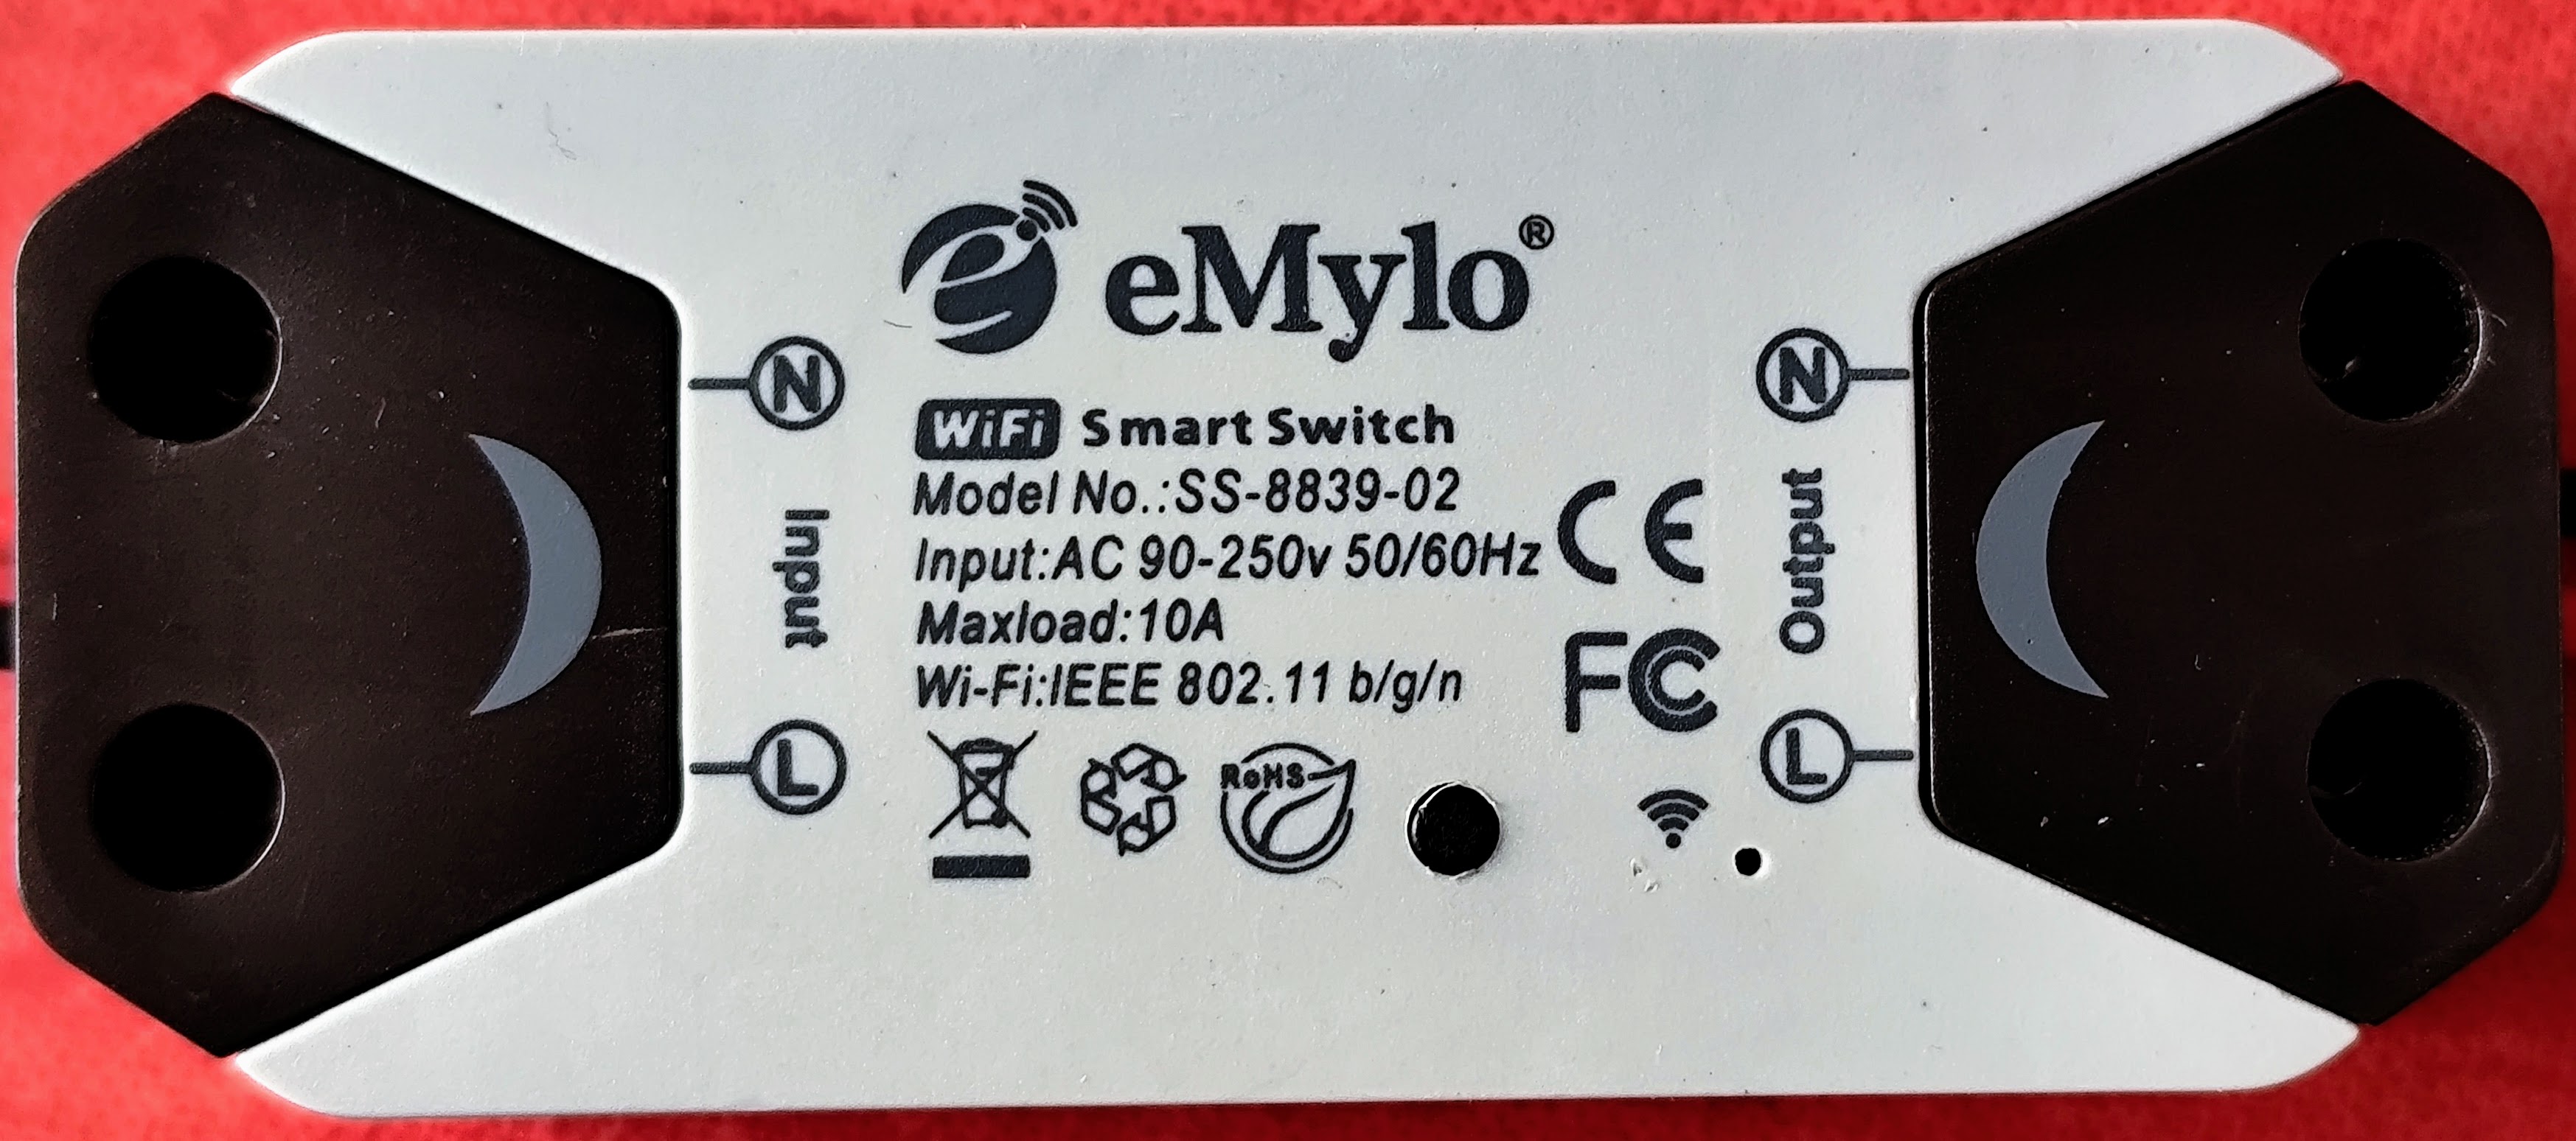 eMylo®
WiFi Smart Switch
Model No.:SS-8839-02
Input:AC 90-250v 50/60Hz
Maxload:10A
Wi-Fi:IEEE 802.11 b/g/n
CE
FC
RoHS
N
Input
L
N
Output
L